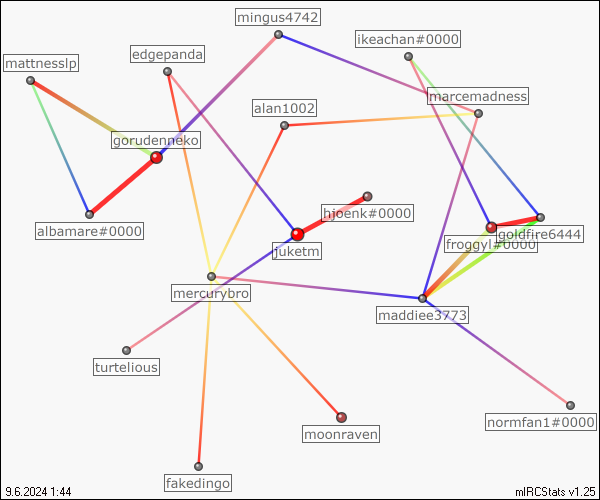 mingus4742
ikeachan#0000
edgepanda
mattnesslp
marcemadness
alan1002
gorudenneko
hjoenk#0000
albamare#0000
goldfire6444
froggyl#0000
juketm
mercurybro
maddiee3773
turtelious
normfan1#0000
moonraven
fakedingo
9.6.2024 1:44
mIRCStats v1.25